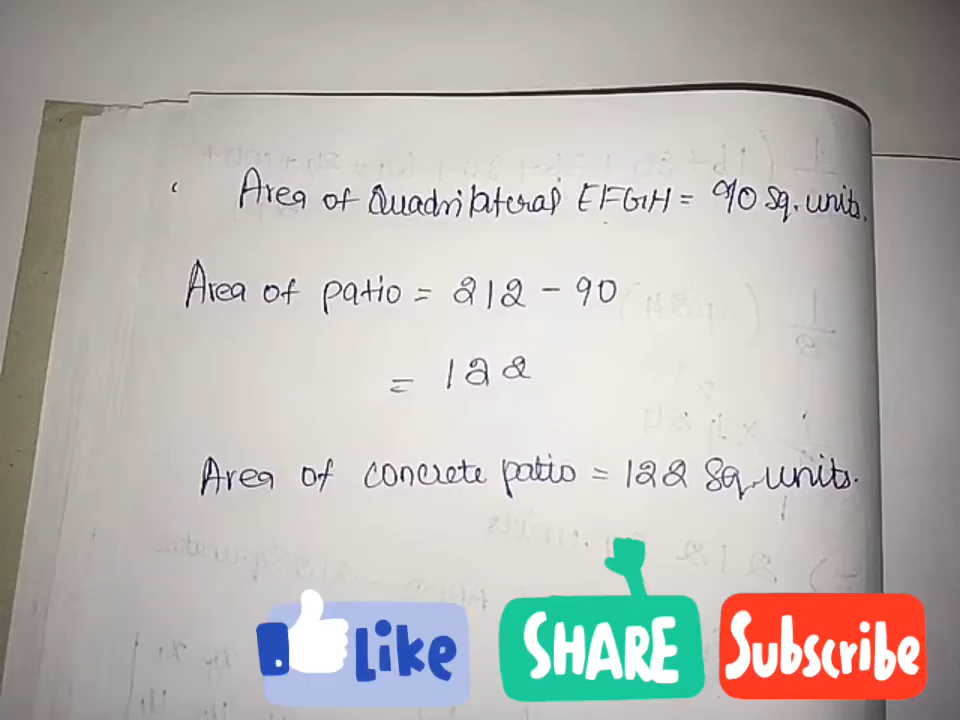 Area of Quadrilateral EFGH = 90 Sq. units.
Area of patio = 212 - 90
= 122
Area of concrete patio = 122 Sq. units.
Like
SHARE
Subscribe